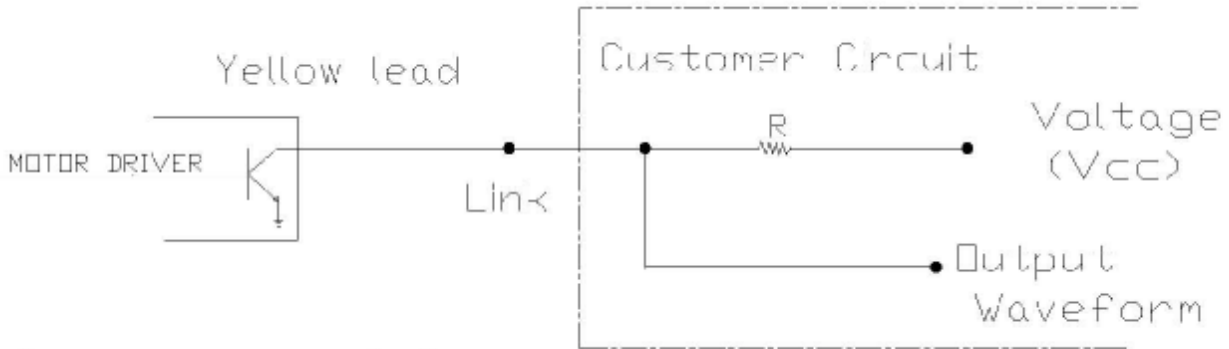 Customer Circuit
Yellow lead
R
Voltage
(Vcc)
MOTOR DRIVER
Link
Output
Waveform